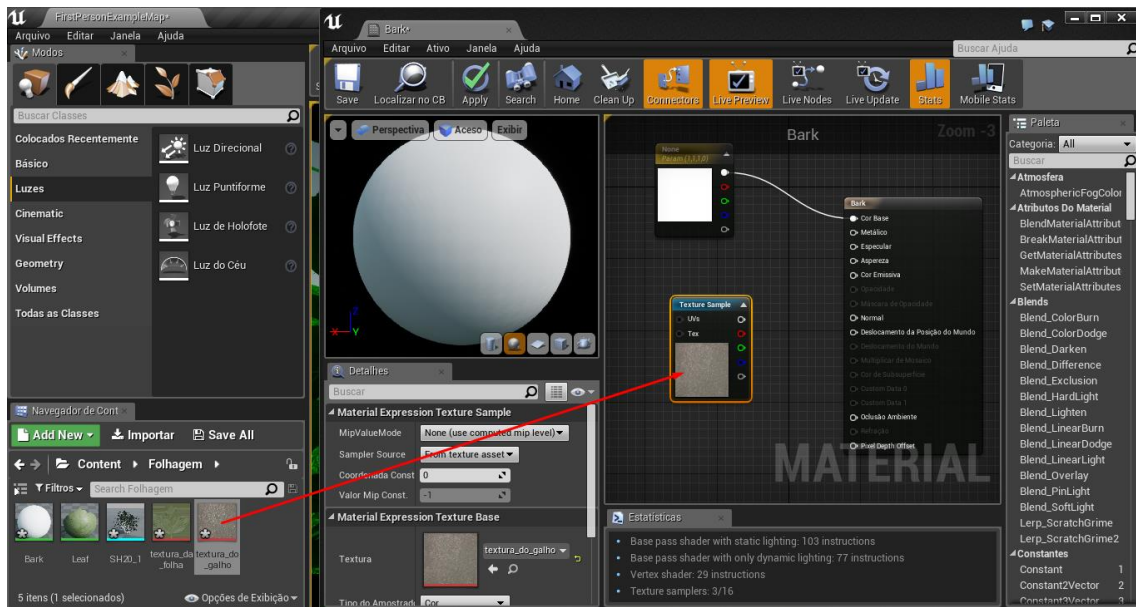 FirstPersonExampleMap•
Arquivo Editar Janela Ajuda
Modos
Buscar Classes
Colocados Recentemente
Básico
Luzes
Cinematic
Visual Effects
Geometry
Volumes
Todas as Classes
Luz Direcional
Luz Puntiforme
Luz de Holofote
Luz do Céu
Navegador de Cont
Add New Importar Save All
Content Folhagem
Filtros Search Folhagem
Bark
Leaf
SH20_1
textura_da
_folha
textura_do
_galho
5 itens (1 selecionados) Opções de Exibição
Bark•
Arquivo Editar Ativo Janela Ajuda
Buscar Ajuda
Save Localizar no CB Apply Search Home Clean Up Connectors Live Preview Live Nodes Live Update Stats Mobile Stats
Perspectiva Aceso Exibir
Z
X Y
Detalhes
Buscar
Material Expression Texture Sample
MipValueMode None (use computed mip level)
Sampler Source From texture asset
Coordenada Const 0
Valor Mip Const. -1
Material Expression Texture Base
Textura textura_do_galho
Tipo do Amostrad Cor
Bark Zoom -3
None
Param (1,1,1,0)
Texture Sample
UVs
Tex
Bark
Cor Base
Metálico
Especular
Aspereza
Cor Emissiva
Opacidade
Máscara de Opacidade
Normal
Deslocamento da Posição do Mundo
Deslocamento do Mundo
Multiplicar de Mosaico
Cor de Subsuperfície
Custom Data 0
Custom Data 1
Oclusão Ambiente
Refração
Pixel Depth Offset
MATERIAL
Estatísticas
Base pass shader with static lighting: 103 instructions
Base pass shader with only dynamic lighting: 77 instructions
Vertex shader: 29 instructions
Texture samplers: 3/16
Paleta
Categoria: All
Buscar
Atmosfera
AtmosphericFogColor
Atributos Do Material
BlendMaterialAttribut
BreakMaterialAttribut
GetMaterialAttributes
MakeMaterialAttribut
SetMaterialAttributes
Blends
Blend_ColorBurn
Blend_ColorDodge
Blend_Darken
Blend_Difference
Blend_Exclusion
Blend_HardLight
Blend_Lighten
Blend_LinearBurn
Blend_LinearDodge
Blend_LinearLight
Blend_Overlay
Blend_PinLight
Blend_SoftLight
Lerp_ScratchGrime
Lerp_ScratchGrime2
Constantes
Constant 1
Constant2Vector 2
Constant3Vector 3